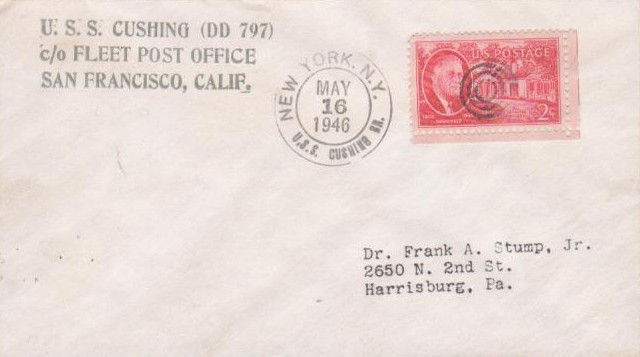 U. S. S. CUSHING (DD 797)
c/o FLEET POST OFFICE
SAN FRANCISCO, CALIF.
NEW YORK, N.Y.
MAY
16
1946
U.S.S. CUSHING BR.
U.S. POSTAGE
2¢
Dr. Frank A. Stump, Jr.
2650 N. 2nd St.
Harrisburg, Pa.